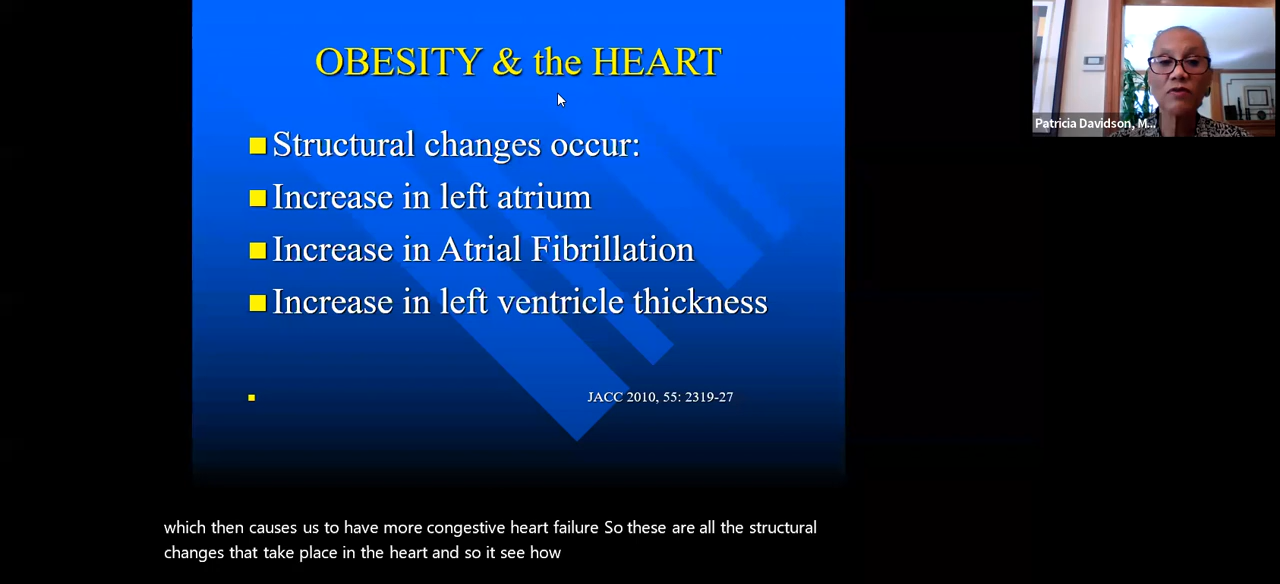 OBESITY & the HEART
Structural changes occur:
Increase in left atrium
Increase in Atrial Fibrillation
Increase in left ventricle thickness
JACC 2010, 55: 2319-27
Patricia Davidson, M...
which then causes us to have more congestive heart failure So these are all the structural
changes that take place in the heart and so it see how